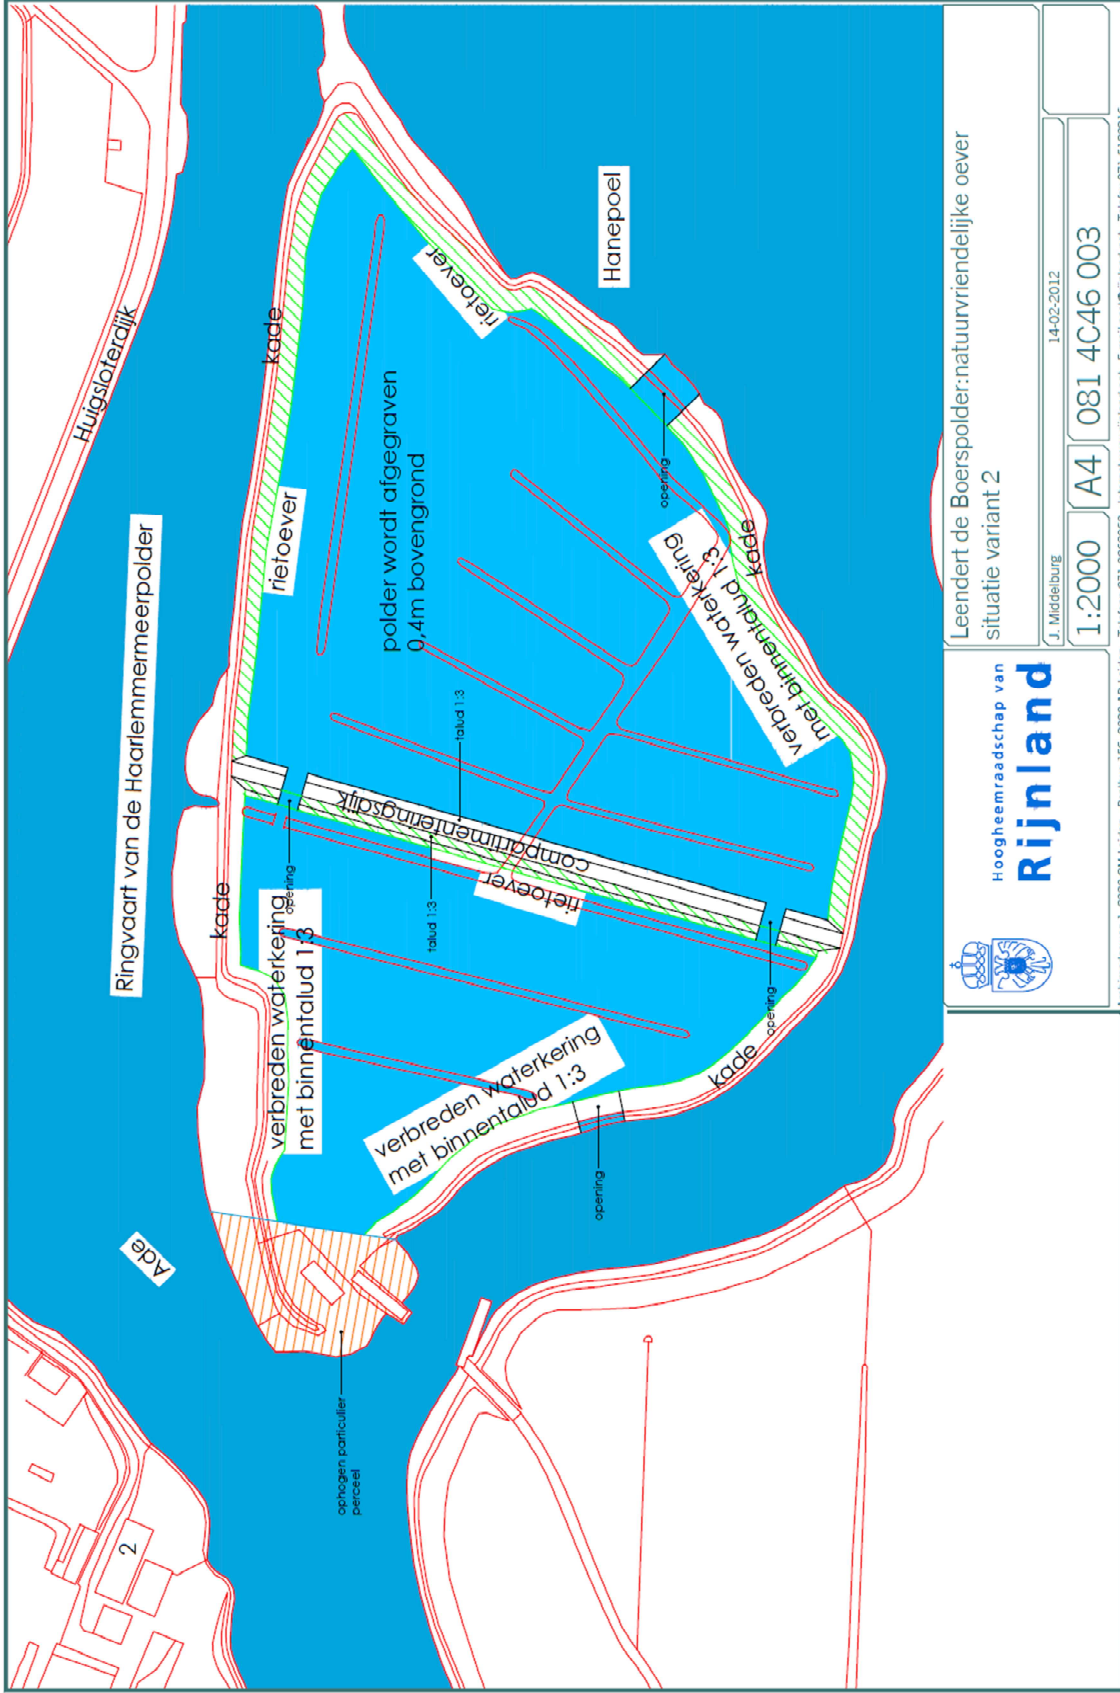 Huigsloterdijk
Ringvaart van de Haarlemmermeerpolder
kade
rietoever
rietoever
Hanepoel
polder wordt afgegraven
0,4m bovengrond
opening
kade
verbreden waterkering
met binnentalud 1:3
talud 1:3
compartimenteringsdijk
talud 1:3
rietoever
opening
kade
verbreden waterkering
met binnentalud 1:3
verbreden waterkering
met binnentalud 1:3
opening
kade
opening
Ade
ophogen particulier
perceel
2
Hoogheemraadschap van
Rijnland
Leendert de Boerspolder:natuurvriendelijke oever
situatie variant 2
J. Middelburg
14-02-2012
1:2000
A4
081 4C46 003